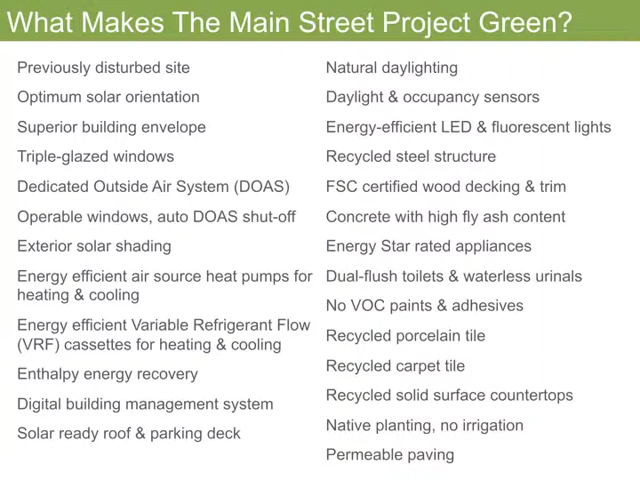 What Makes The Main Street Project Green?
Previously disturbed site
Optimum solar orientation
Superior building envelope
Triple-glazed windows
Dedicated Outside Air System (DOAS)
Operable windows, auto DOAS shut-off
Exterior solar shading
Energy efficient air source heat pumps for
heating & cooling
Energy efficient Variable Refrigerant Flow
(VRF) cassettes for heating & cooling
Enthalpy energy recovery
Digital building management system
Solar ready roof & parking deck
Natural daylighting
Daylight & occupancy sensors
Energy-efficient LED & fluorescent lights
Recycled steel structure
FSC certified wood decking & trim
Concrete with high fly ash content
Energy Star rated appliances
Dual-flush toilets & waterless urinals
No VOC paints & adhesives
Recycled porcelain tile
Recycled carpet tile
Recycled solid surface countertops
Native planting, no irrigation
Permeable paving